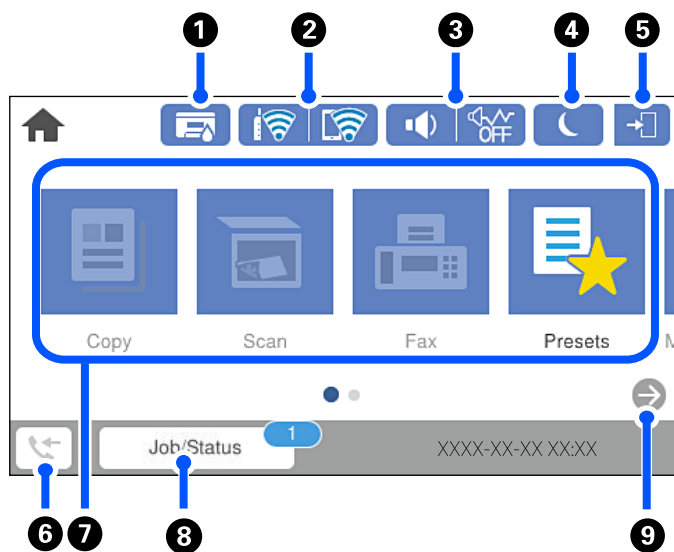 1 2 3 4 5
OFF
Copy Scan Fax Presets M
1
Job/Status XXXX-XX-XX XX:XX
6 7 8 9